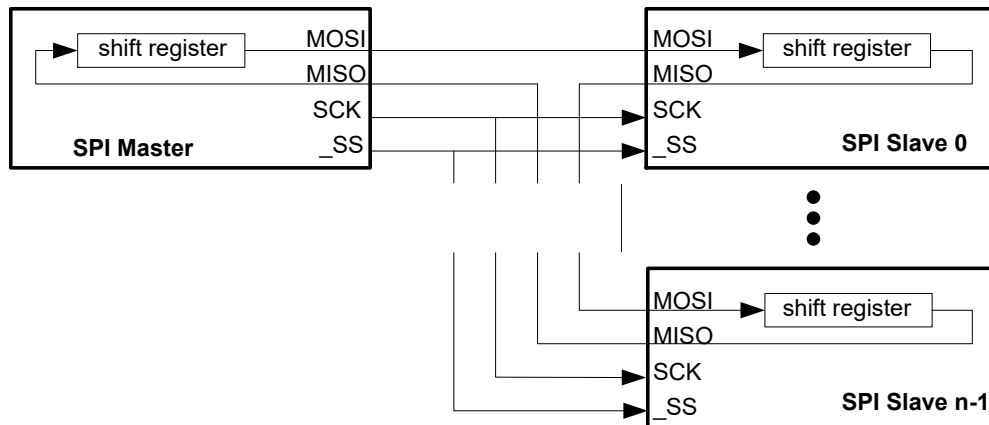 shift register
MOSI
MISO
SCK
_SS
SPI Master
MOSI
shift register
MISO
SCK
_SS
SPI Slave 0
MOSI
shift register
MISO
SCK
_SS
SPI Slave n-1